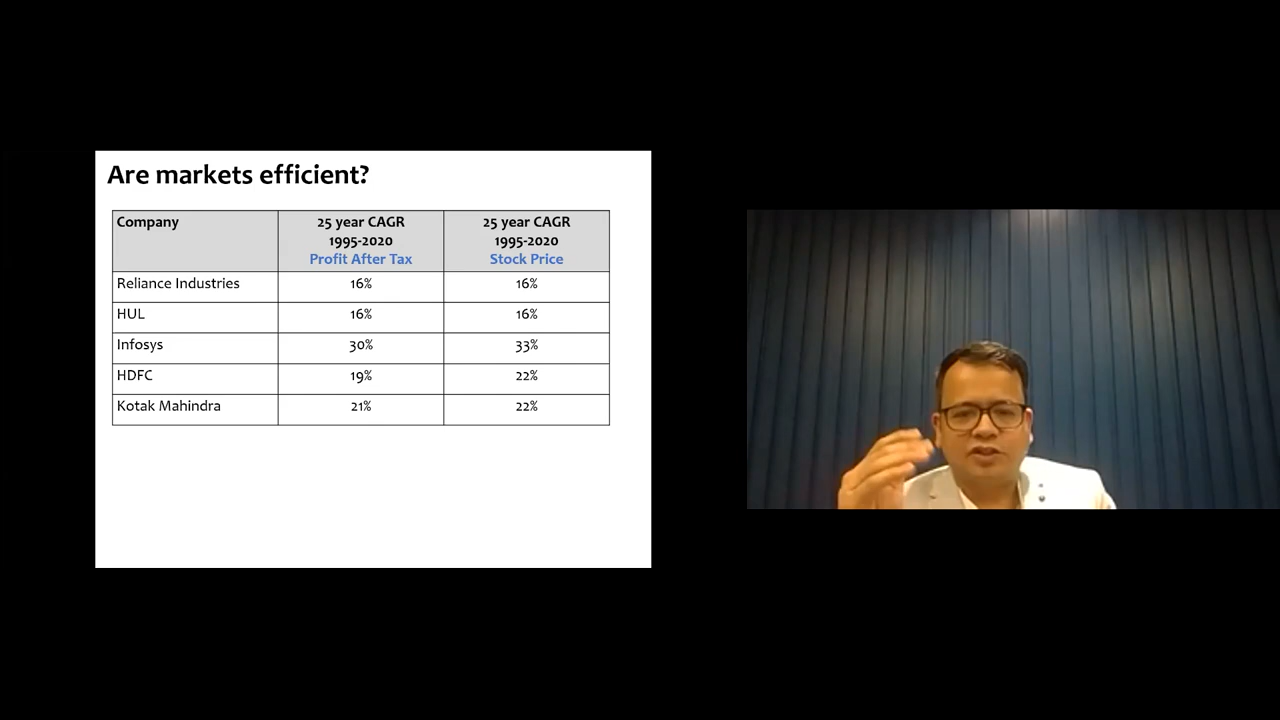 Are markets efficient?
Company
25 year CAGR
1995-2020
Profit After Tax
25 year CAGR
1995-2020
Stock Price
Reliance Industries 16% 16%
HUL 16% 16%
Infosys 30% 33%
HDFC 19% 22%
Kotak Mahindra 21% 22%